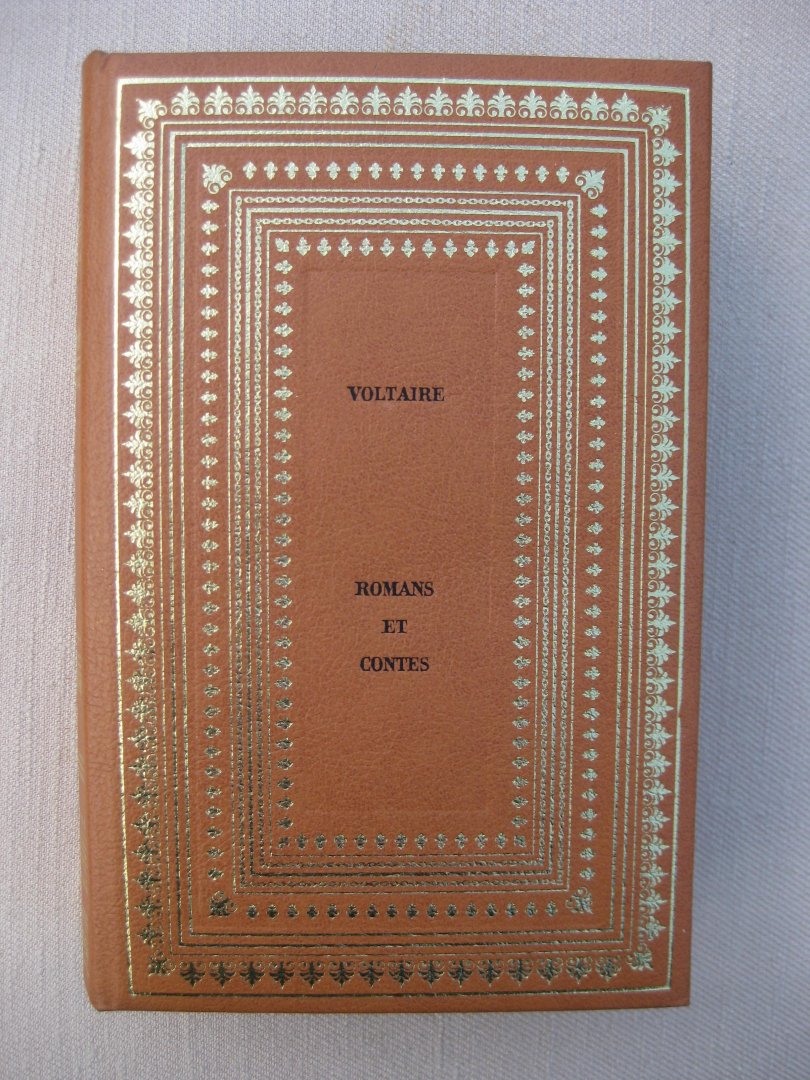 VOLTAIRE
ROMANS
ET
CONTES